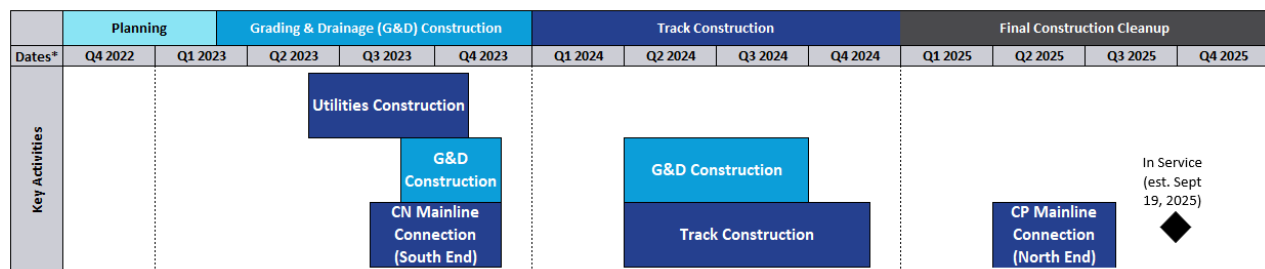 Planning Grading & Drainage (G&D) Construction Track Construction Final Construction Cleanup
Dates* Q4 2022 Q1 2023 Q2 2023 Q3 2023 Q4 2023 Q1 2024 Q2 2024 Q3 2024 Q4 2024 Q1 2025 Q2 2025 Q3 2025 Q4 2025
Key Activities
Utilities Construction
G&D
Construction
CN Mainline
Connection
(South End)
G&D Construction
Track Construction
CP Mainline
Connection
(North End)
In Service
(est. Sept
19, 2025)